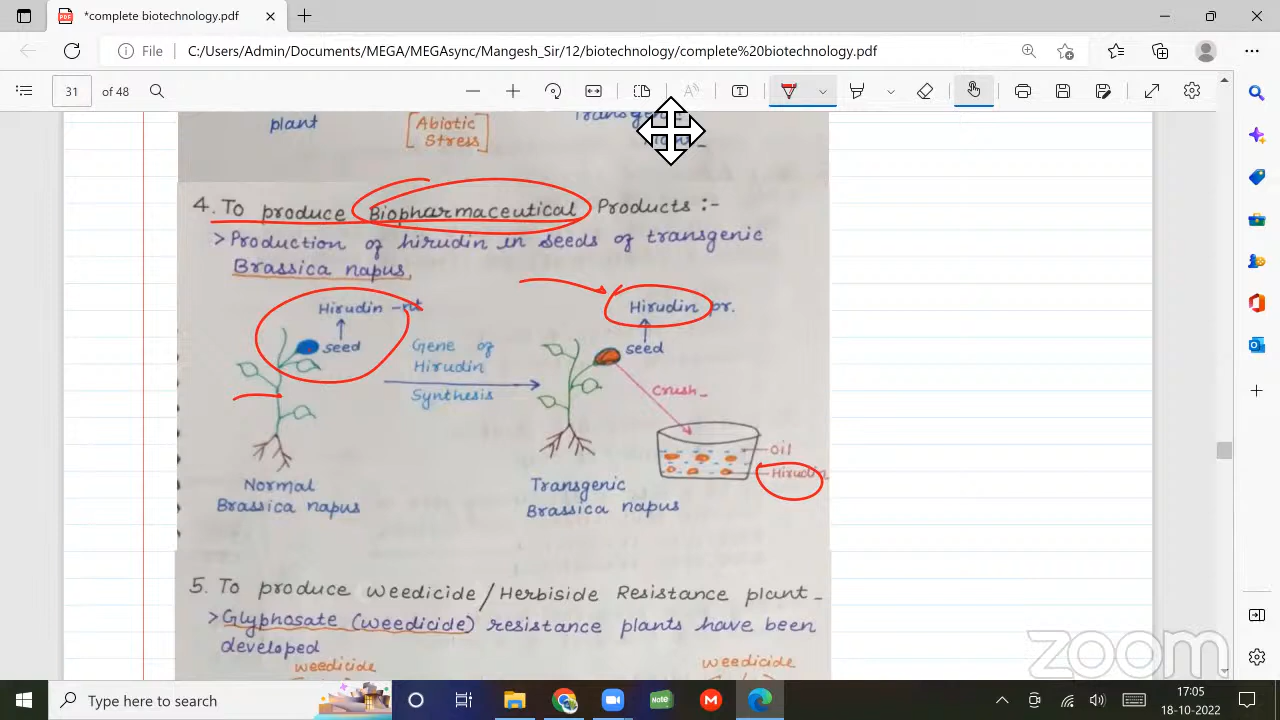 *complete biotechnology.pdf
File
C:/Users/Admin/Documents/MEGA/MEGAsync/Mangesh_Sir/12/biotechnology/complete%20biotechnology.pdf
31 of 48
plant
[Abiotic Stress]
4. To produce Biopharmaceutical Products :-
> Production of hirudin in seeds of transgenic
Brassica napus.
Hirudin
seed
Gene of
Hirudin
Synthesis
Normal
Brassica napus
Hirudin pr.
seed
crush
oil
Hirudin
Transgenic
Brassica napus
5. To produce weedicide/Herbiside Resistance plant -
> Glyphosate (weedicide) resistance plants have been
developed
weedicide
weedicide
zoom
Type here to search
17:05
18-10-2022